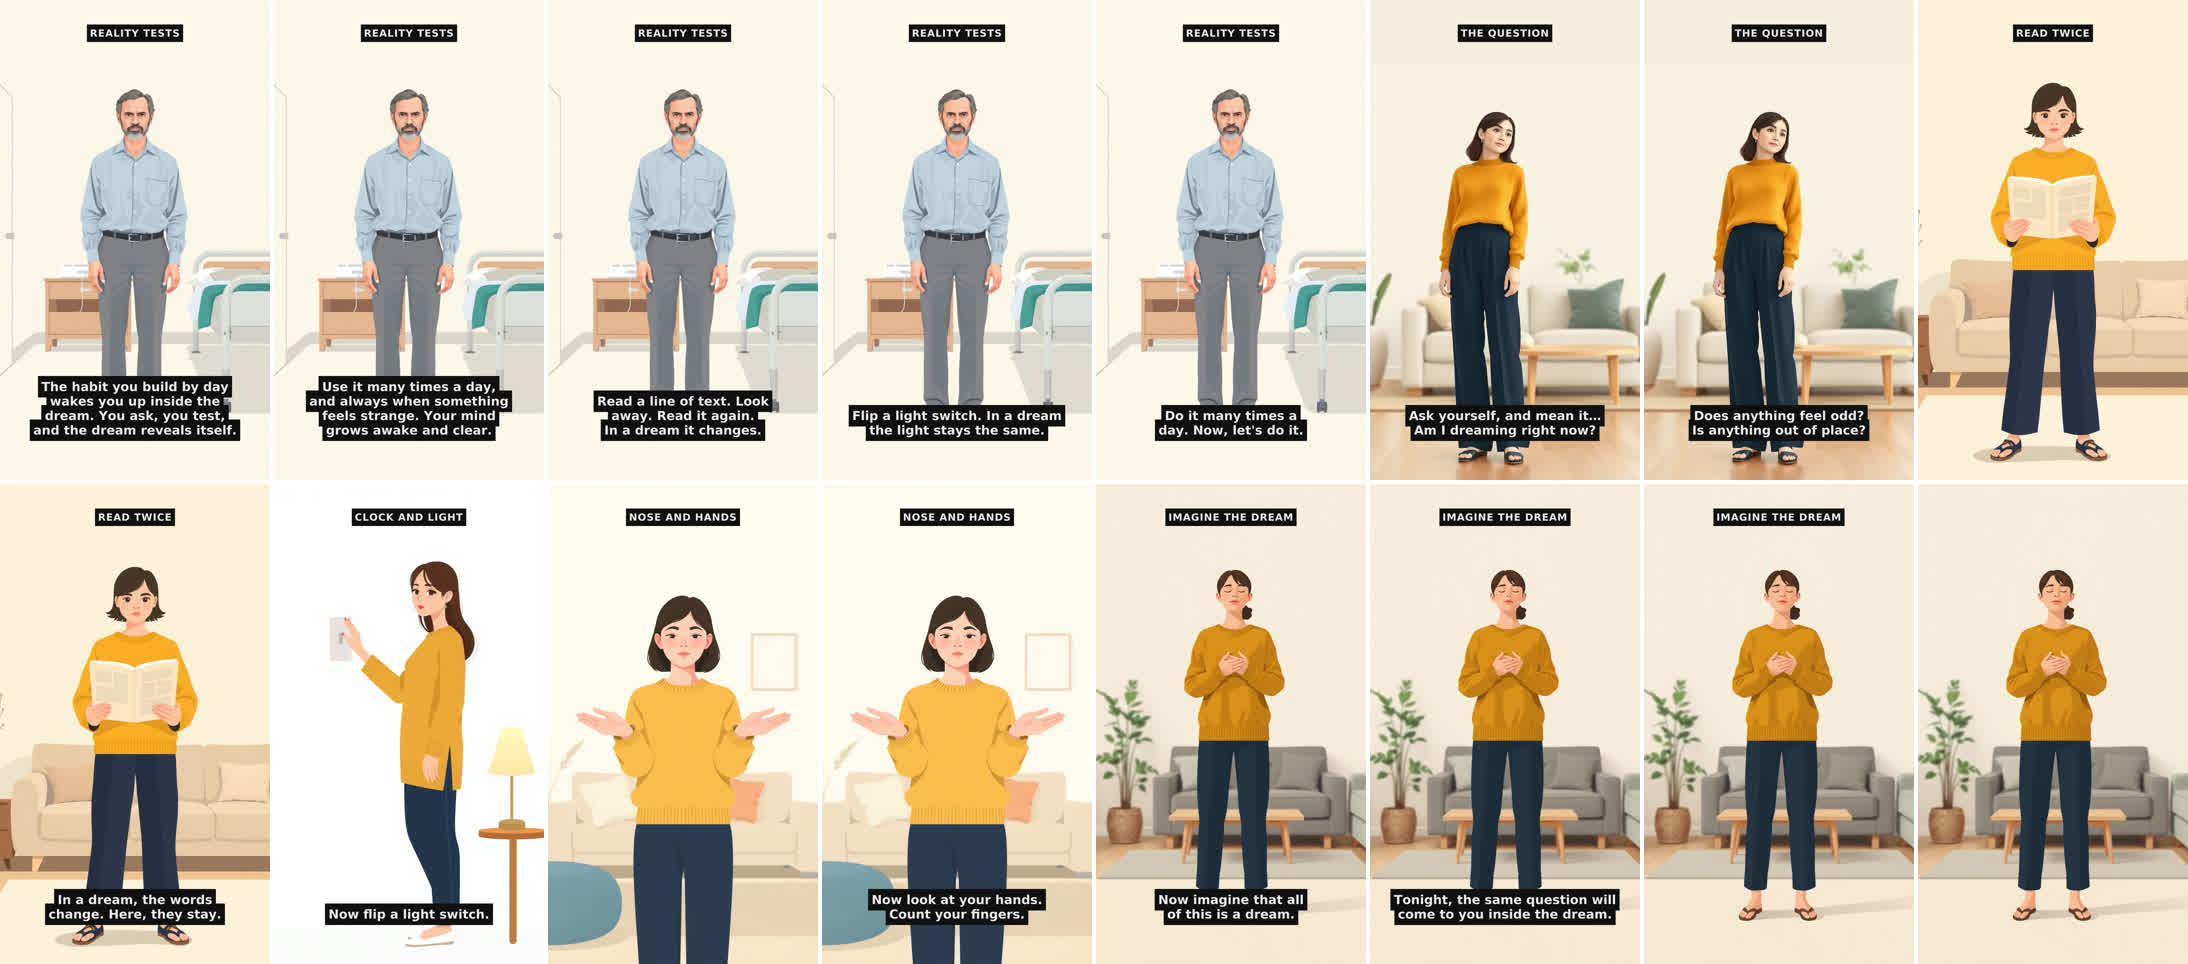 REALITY TESTS
The habit you build by day
wakes you up inside the
dream. You ask, you test,
and the dream reveals itself.
REALITY TESTS
Use it many times a day,
and always when something
feels strange. Your mind
grows awake and clear.
REALITY TESTS
Read a line of text. Look
away. Read it again.
In a dream it changes.
REALITY TESTS
Flip a light switch. In a dream
the light stays the same.
REALITY TESTS
Do it many times a
day. Now, let's do it.
THE QUESTION
Ask yourself, and mean it...
Am I dreaming right now?
THE QUESTION
Does anything feel odd?
Is anything out of place?
READ TWICE
READ TWICE
In a dream, the words
change. Here, they stay.
CLOCK AND LIGHT
Now flip a light switch.
NOSE AND HANDS
NOSE AND HANDS
Now look at your hands.
Count your fingers.
IMAGINE THE DREAM
Now imagine that all
of this is a dream.
IMAGINE THE DREAM
Tonight, the same question will
come to you inside the dream.
IMAGINE THE DREAM